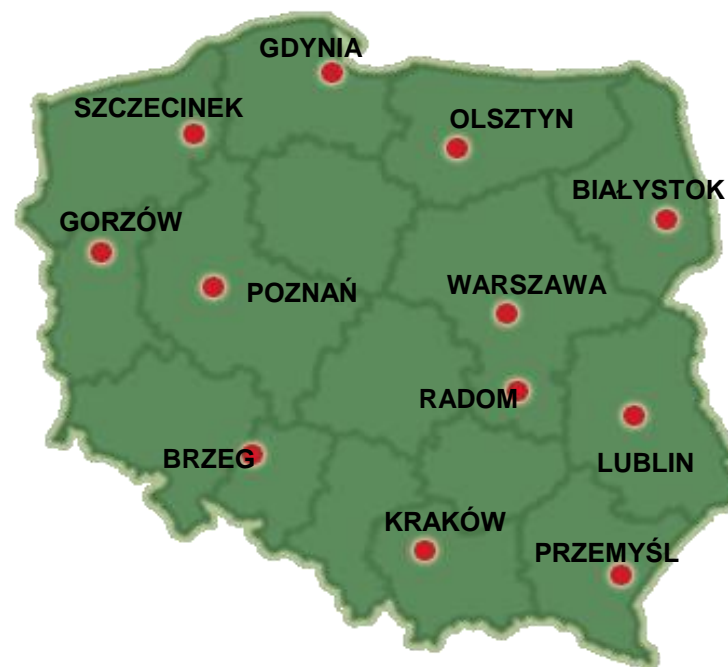 GDYNIA
SZCZECINEK
OLSZTYN
BIAŁYSTOK
GORZÓW
POZNAŃ
WARSZAWA
RADOM
BRZEG
LUBLIN
KRAKÓW
PRZEMYŚL